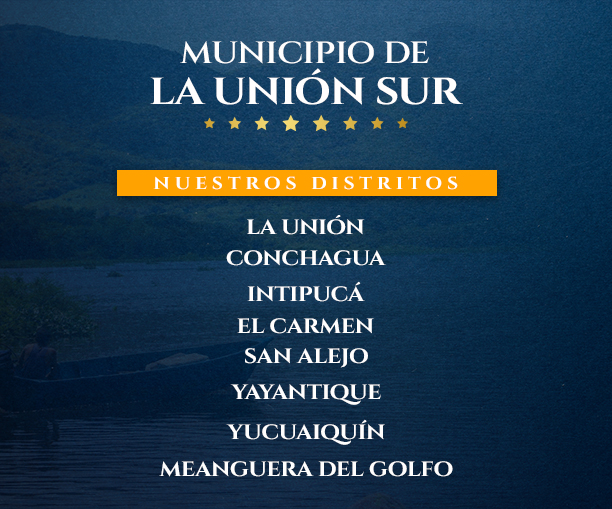 MUNICIPIO DE
LA UNIÓN SUR
NUESTROS DISTRITOS
LA UNIÓN
CONCHAGUA
INTIPUCÁ
EL CARMEN
SAN ALEJO
YAYANTIQUE
YUCUAIQUÍN
MEANGUERA DEL GOLFO